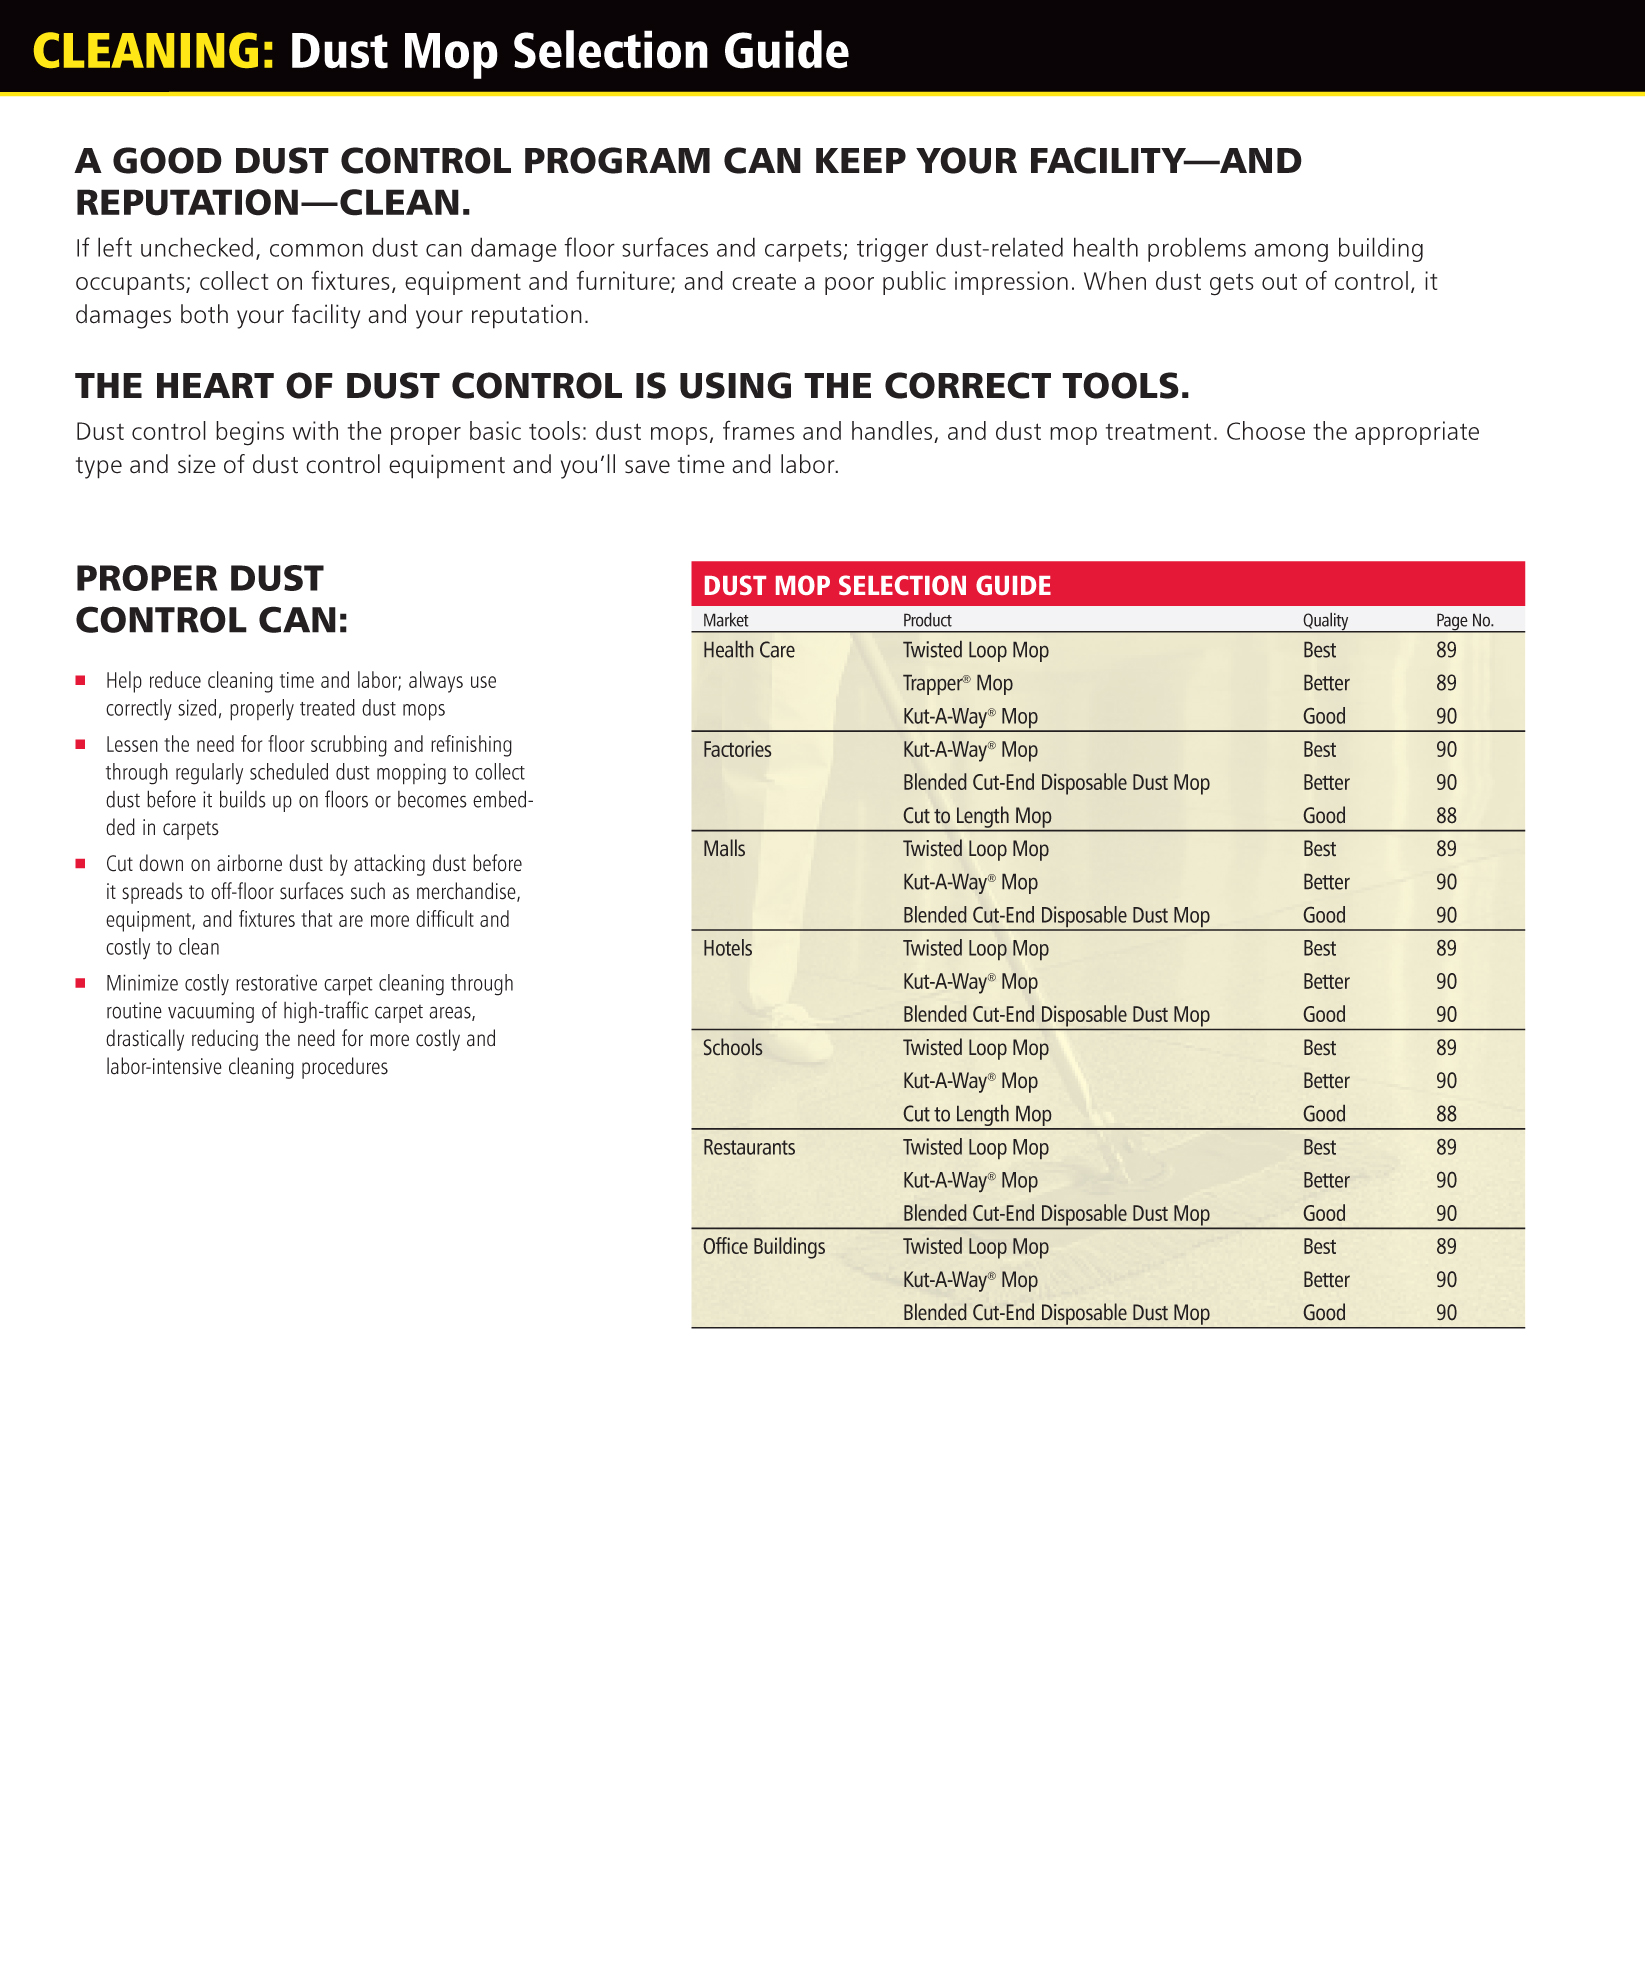 CLEANING: Dust Mop Selection Guide
A GOOD DUST CONTROL PROGRAM CAN KEEP YOUR FACILITY—AND
REPUTATION—CLEAN.
If left unchecked, common dust can damage floor surfaces and carpets; trigger dust-related health problems among building
occupants; collect on fixtures, equipment and furniture; and create a poor public impression. When dust gets out of control, it
damages both your facility and your reputation.
THE HEART OF DUST CONTROL IS USING THE CORRECT TOOLS.
Dust control begins with the proper basic tools: dust mops, frames and handles, and dust mop treatment. Choose the appropriate
type and size of dust control equipment and you’ll save time and labor.
PROPER DUST
CONTROL CAN:
■ Help reduce cleaning time and labor; always use
correctly sized, properly treated dust mops
■ Lessen the need for floor scrubbing and refinishing
through regularly scheduled dust mopping to collect
dust before it builds up on floors or becomes embed-
ded in carpets
■ Cut down on airborne dust by attacking dust before
it spreads to off-floor surfaces such as merchandise,
equipment, and fixtures that are more difficult and
costly to clean
■ Minimize costly restorative carpet cleaning through
routine vacuuming of high-traffic carpet areas,
drastically reducing the need for more costly and
labor-intensive cleaning procedures
DUST MOP SELECTION GUIDE
Market Product Quality Page No.
Health Care Twisted Loop Mop Best 89
Trapper® Mop Better 89
Kut-A-Way® Mop Good 90
Factories Kut-A-Way® Mop Best 90
Blended Cut-End Disposable Dust Mop Better 90
Cut to Length Mop Good 88
Malls Twisted Loop Mop Best 89
Kut-A-Way® Mop Better 90
Blended Cut-End Disposable Dust Mop Good 90
Hotels Twisted Loop Mop Best 89
Kut-A-Way® Mop Better 90
Blended Cut-End Disposable Dust Mop Good 90
Schools Twisted Loop Mop Best 89
Kut-A-Way® Mop Better 90
Cut to Length Mop Good 88
Restaurants Twisted Loop Mop Best 89
Kut-A-Way® Mop Better 90
Blended Cut-End Disposable Dust Mop Good 90
Office Buildings Twisted Loop Mop Best 89
Kut-A-Way® Mop Better 90
Blended Cut-End Disposable Dust Mop Good 90